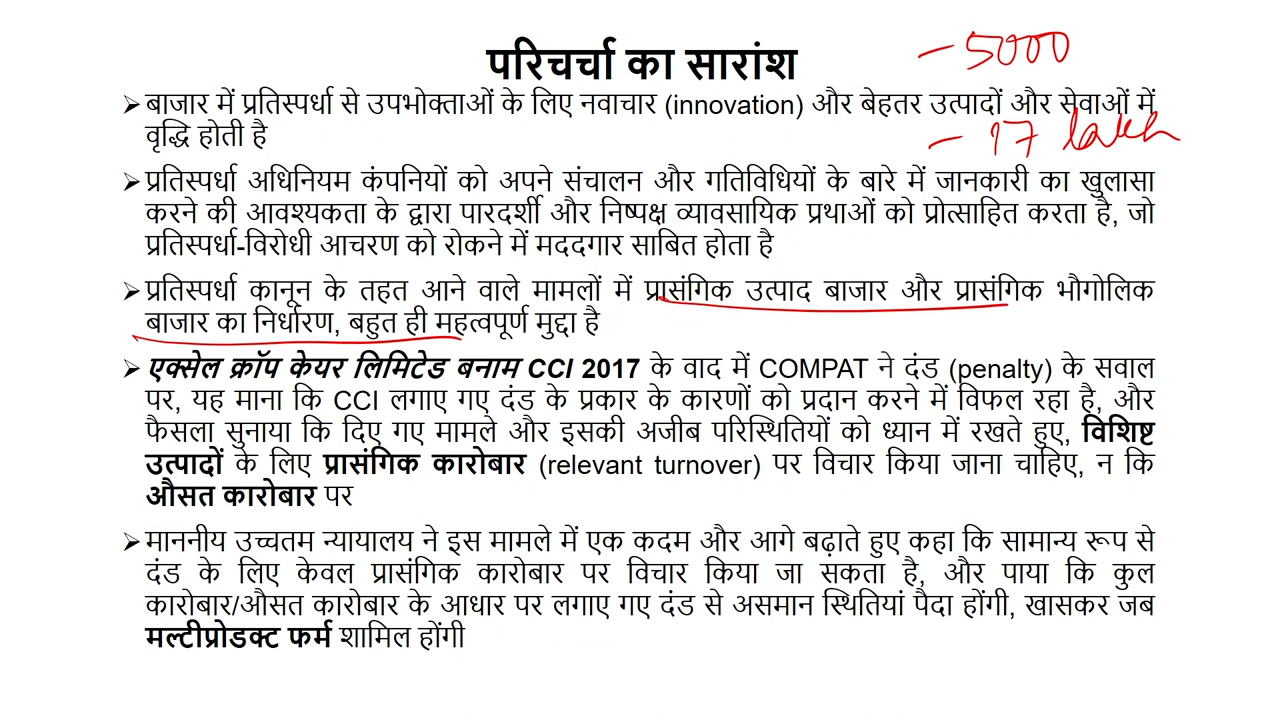 परिचर्चा का सारांश
– 5000
➢ बाजार में प्रतिस्पर्धा से उपभोक्ताओं के लिए नवाचार (innovation) और बेहतर उत्पादों और सेवाओं में
वृद्धि होती है
– 17 lakh
➢ प्रतिस्पर्धा अधिनियम कंपनियों को अपने संचालन और गतिविधियों के बारे में जानकारी का खुलासा
करने की आवश्यकता के द्वारा पारदर्शी और निष्पक्ष व्यावसायिक प्रथाओं को प्रोत्साहित करता है, जो
प्रतिस्पर्धा-विरोधी आचरण को रोकने में मददगार साबित होता है
➢ प्रतिस्पर्धा कानून के तहत आने वाले मामलों में प्रासंगिक उत्पाद बाजार और प्रासंगिक भौगोलिक
बाजार का निर्धारण, बहुत ही महत्वपूर्ण मुद्दा है
➢ एक्सेल क्रॉप केयर लिमिटेड बनाम CCI 2017 के वाद में COMPAT ने दंड (penalty) के सवाल
पर, यह माना कि CCI लगाए गए दंड के प्रकार के कारणों को प्रदान करने में विफल रहा है, और
फैसला सुनाया कि दिए गए मामले और इसकी अजीब परिस्थितियों को ध्यान में रखते हुए, विशिष्ट
उत्पादों के लिए प्रासंगिक कारोबार (relevant turnover) पर विचार किया जाना चाहिए, न कि
औसत कारोबार पर
➢ माननीय उच्चतम न्यायालय ने इस मामले में एक कदम और आगे बढ़ाते हुए कहा कि सामान्य रूप से
दंड के लिए केवल प्रासंगिक कारोबार पर विचार किया जा सकता है, और पाया कि कुल
कारोबार/औसत कारोबार के आधार पर लगाए गए दंड से असमान स्थितियां पैदा होंगी, खासकर जब
मल्टीप्रोडक्ट फर्म शामिल होंगी